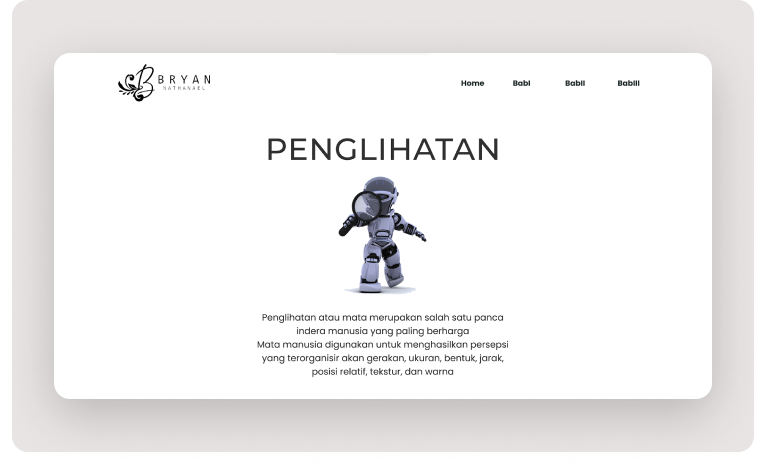 BRYAN
NATHANAEL
Home BabI BabII BabIII
PENGLIHATAN
Penglihatan atau mata merupakan salah satu panca
indera manusia yang paling berharga
Mata manusia digunakan untuk menghasilkan persepsi
yang terorganisir akan gerakan, ukuran, bentuk, jarak,
posisi relatif, tekstur, dan warna